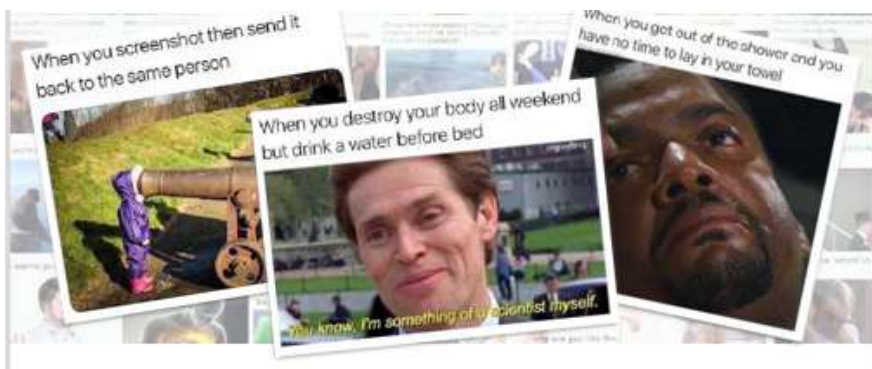 When you screenshot then send it
back to the same person
When you destroy your body all weekend
but drink a water before bed
You know, I'm something of a scientist myself.
When you get out of the shower and you
have no time to lay in your towel